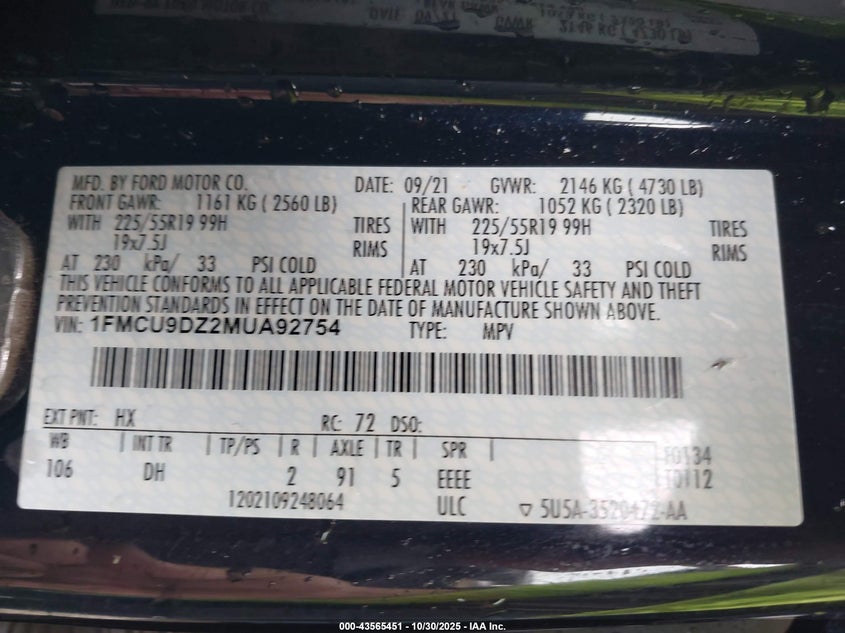 MFD. BY FORD MOTOR CO. DATE: 09/21 GVWR: 2146 KG ( 4730 LB)
FRONT GAWR: 1161 KG ( 2560 LB) REAR GAWR: 1052 KG ( 2320 LB)
WITH 225/55R19 99H TIRES WITH 225/55R19 99H TIRES
19x7.5J RIMS 19x7.5J RIMS
AT 230 kPa/ 33 PSI COLD AT 230 kPa/ 33 PSI COLD
THIS VEHICLE CONFORMS TO ALL APPLICABLE FEDERAL MOTOR VEHICLE SAFETY AND THEFT
PREVENTION STANDARDS IN EFFECT ON THE DATE OF MANUFACTURE SHOWN ABOVE.
VIN: 1FMCU9DZ2MUA92754 TYPE: MPV
EXT PNT: HX RC: 72 DSO:
WB INT TR TP/PS R AXLE TR SPR F0134
106 DH 2 91 5 EEEE T0112
1202109248064 ULC 5U5A-3520472-AA
000-43565451 - 10/30/2025 - IAA Inc.